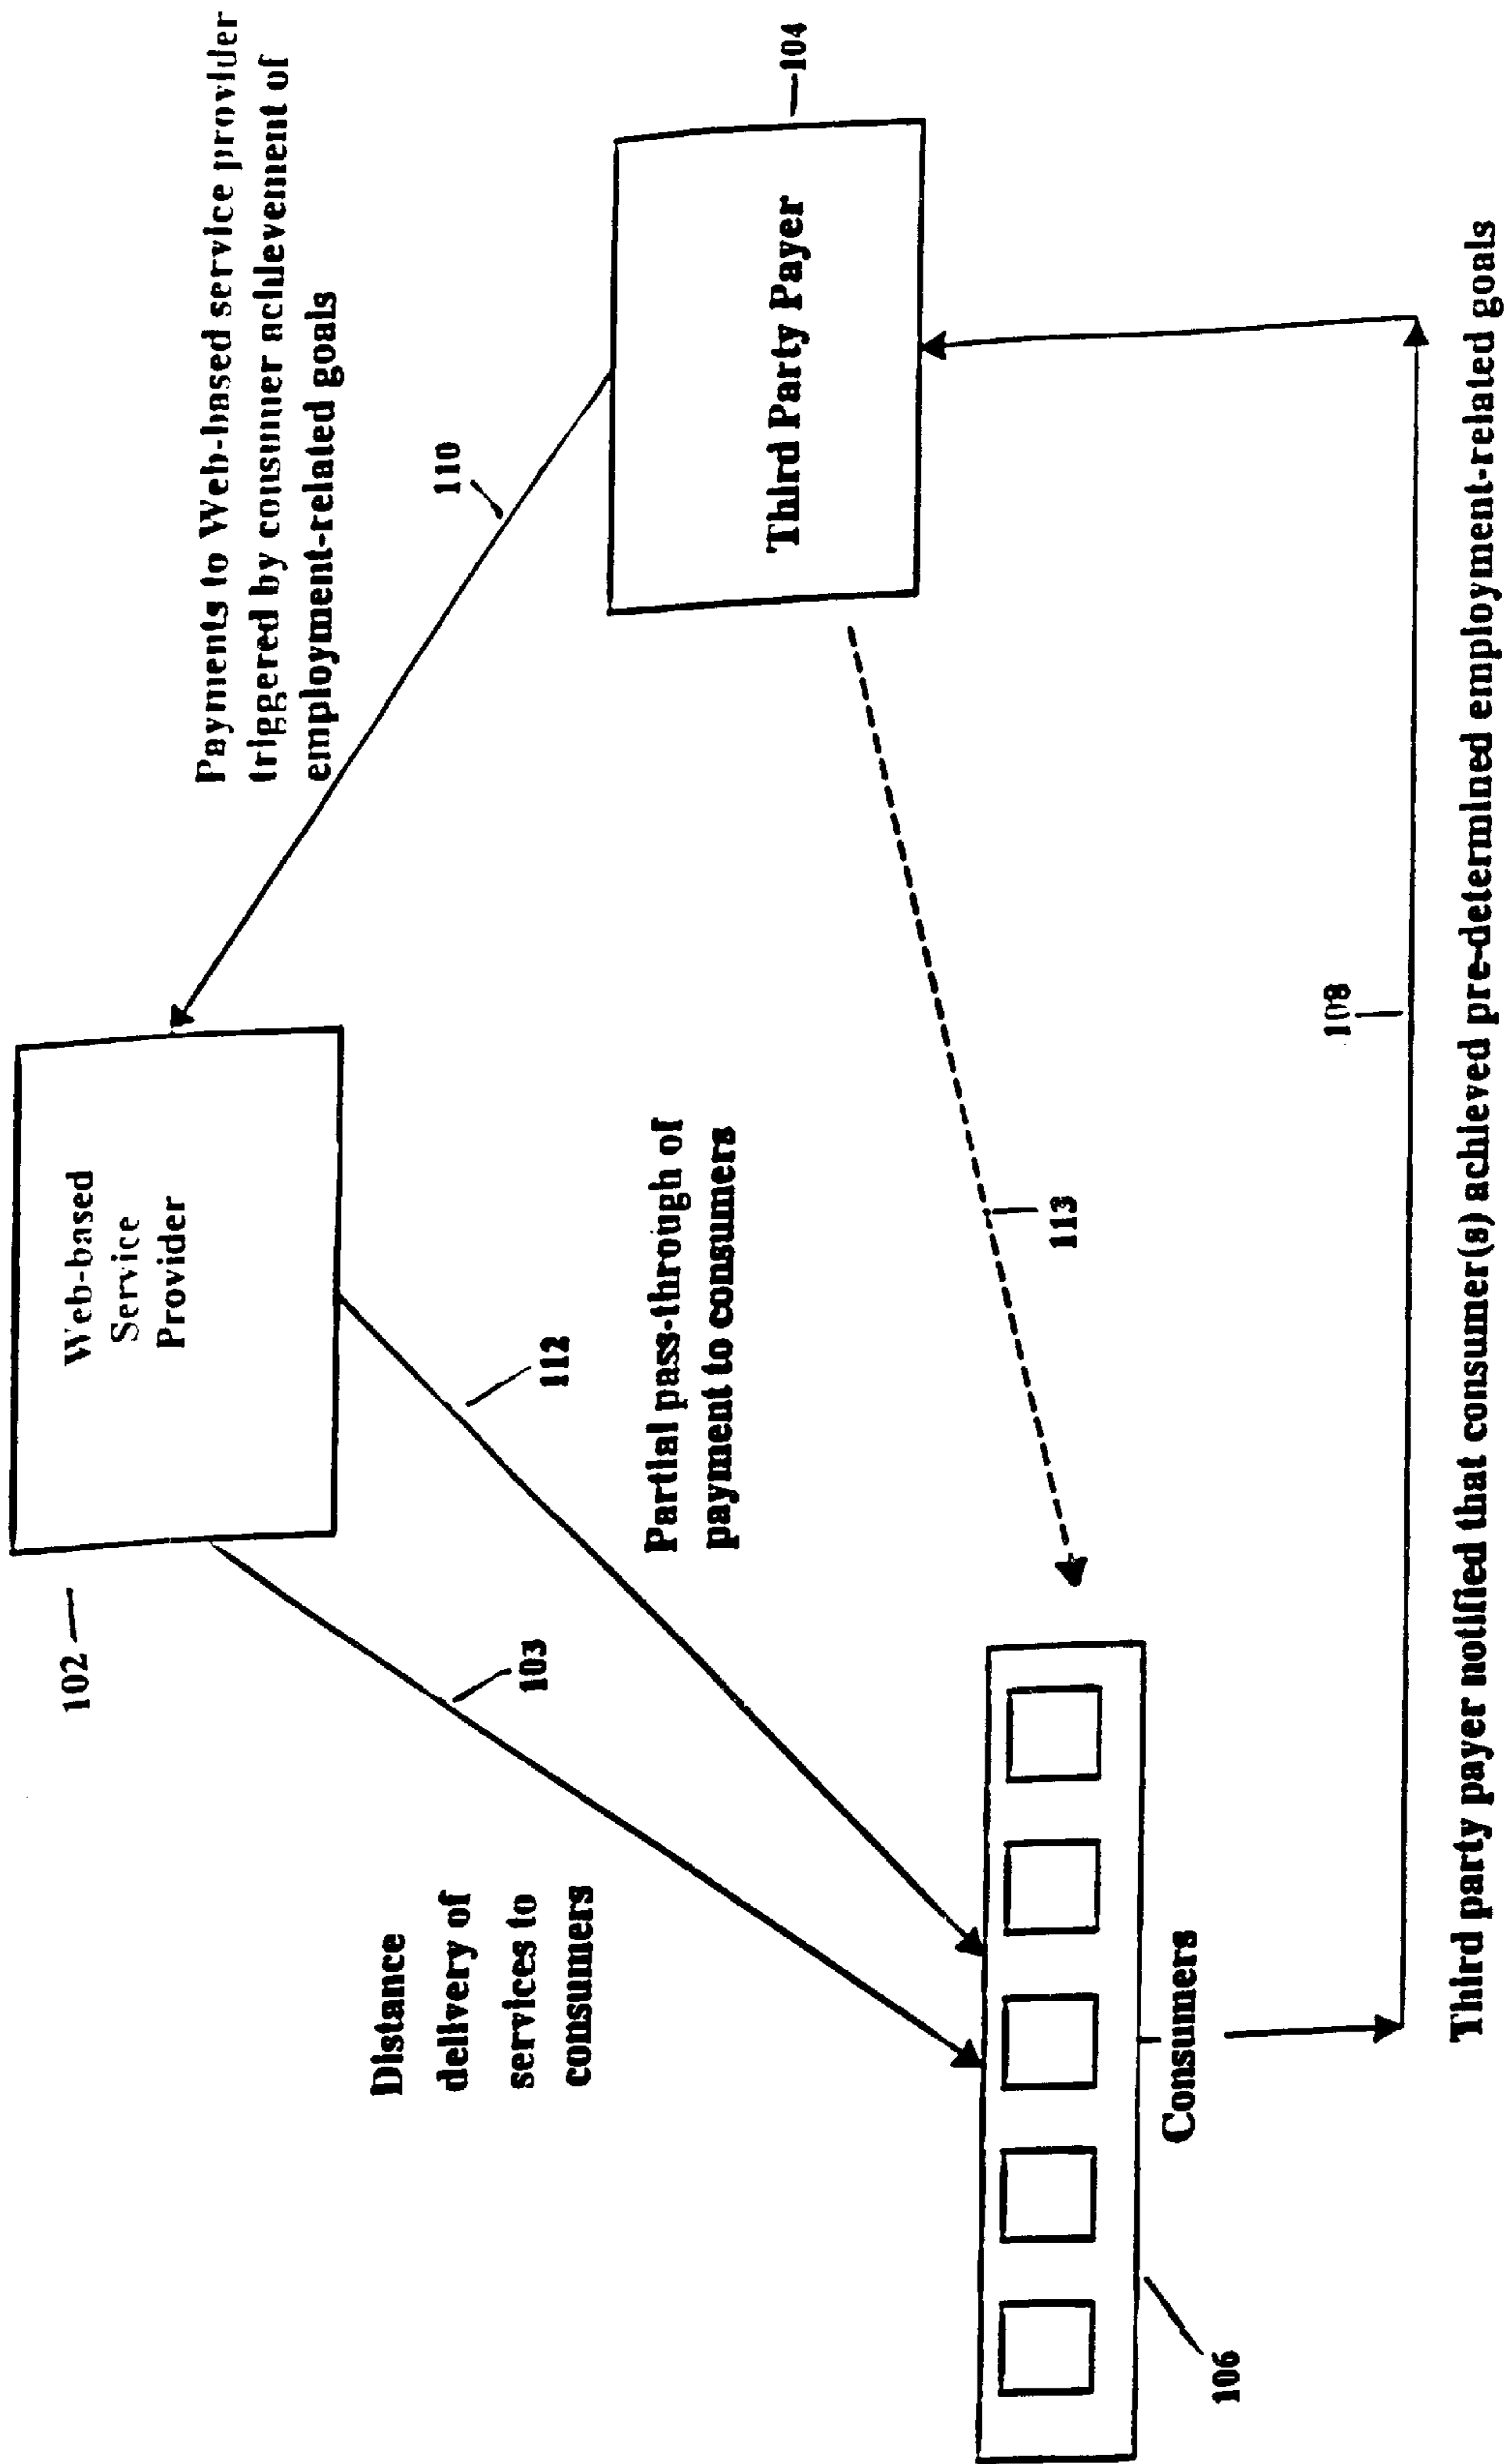 102
Web-based
Service
Provider
Payments to Web-based service provider
triggered by consumer achievement of
employment-related goals
110
104
Third Party Payer
Distance
delivery of
services to
consumers
103
112
Partial pass-through of
payment to consumers
113
106
Consumers
108
Third party payer notified that consumer(s) achieved pre-determined employment-related goals